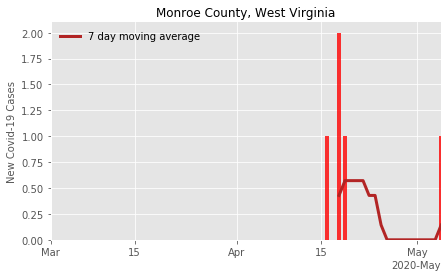 Monroe County, West Virginia
7 day moving average
New Covid-19 Cases
2.00
1.75
1.50
1.25
1.00
0.75
0.50
0.25
0.00
Mar
15
Apr
15
May
2020-May